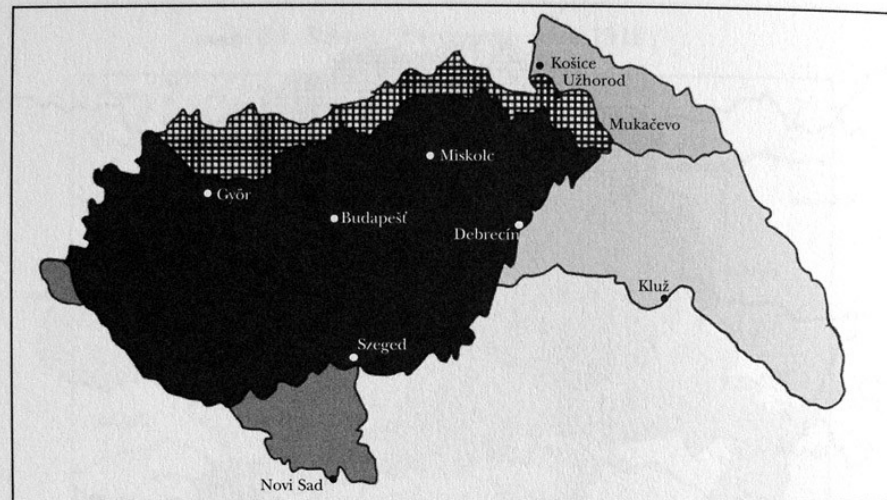 Košice
Užhorod
Mukačevo
Miskolc
Győr
Budapešť
Debrecín
Kluž
Szeged
Novi Sad